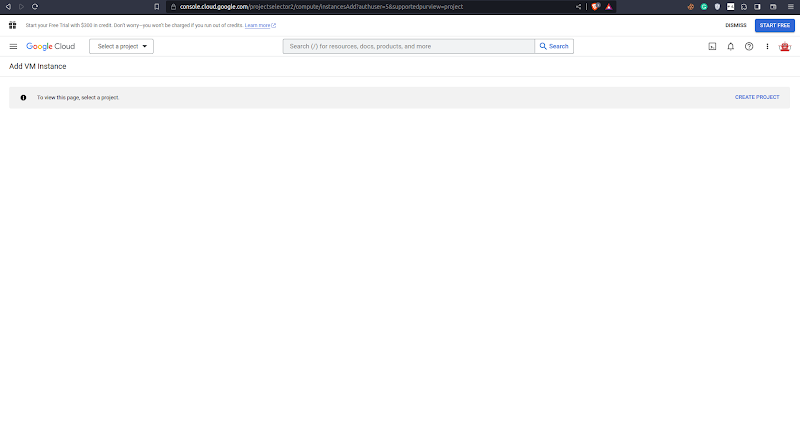 console.cloud.google.com/projectselector2/compute/instancesAdd?authuser=5&supportedpurview=project
Start your Free Trial with $300 in credit. Don't worry—you won't be charged if you run out of credits. Learn more
DISMISS
START FREE
Google Cloud
Select a project
Search (/) for resources, docs, products, and more
Search
Add VM Instance
To view this page, select a project.
CREATE PROJECT